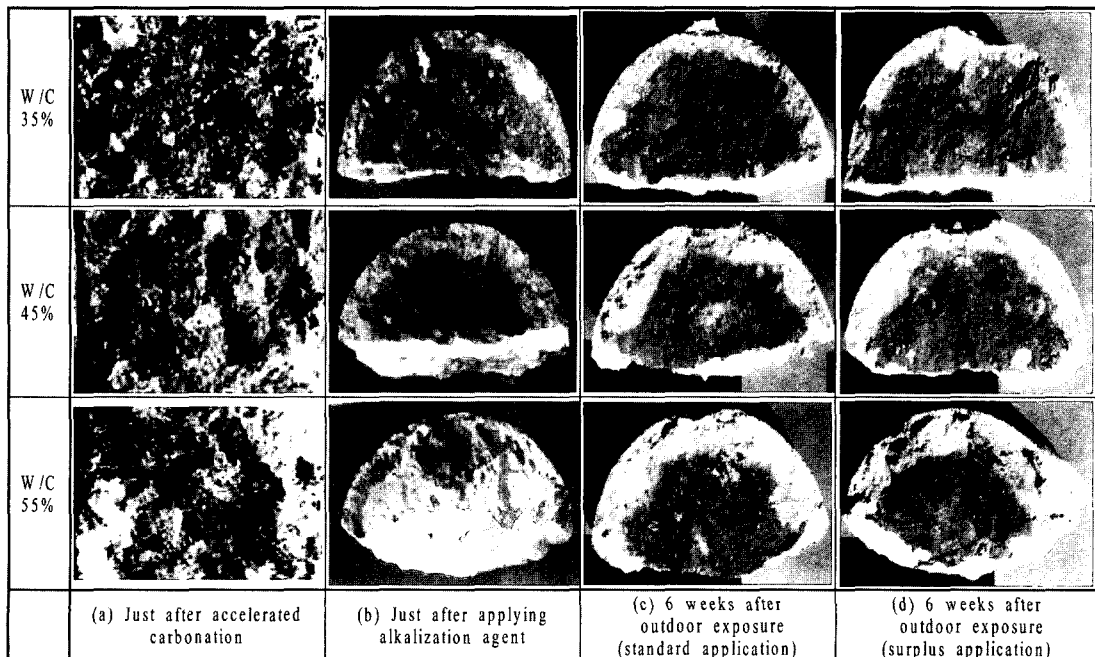 W/C
35%
W/C
45%
W/C
55%
(a) Just after accelerated
carbonation
(b) Just after applying
alkalization agent
(c) 6 weeks after
outdoor exposure
(standard application)
(d) 6 weeks after
outdoor exposure
(surplus application)